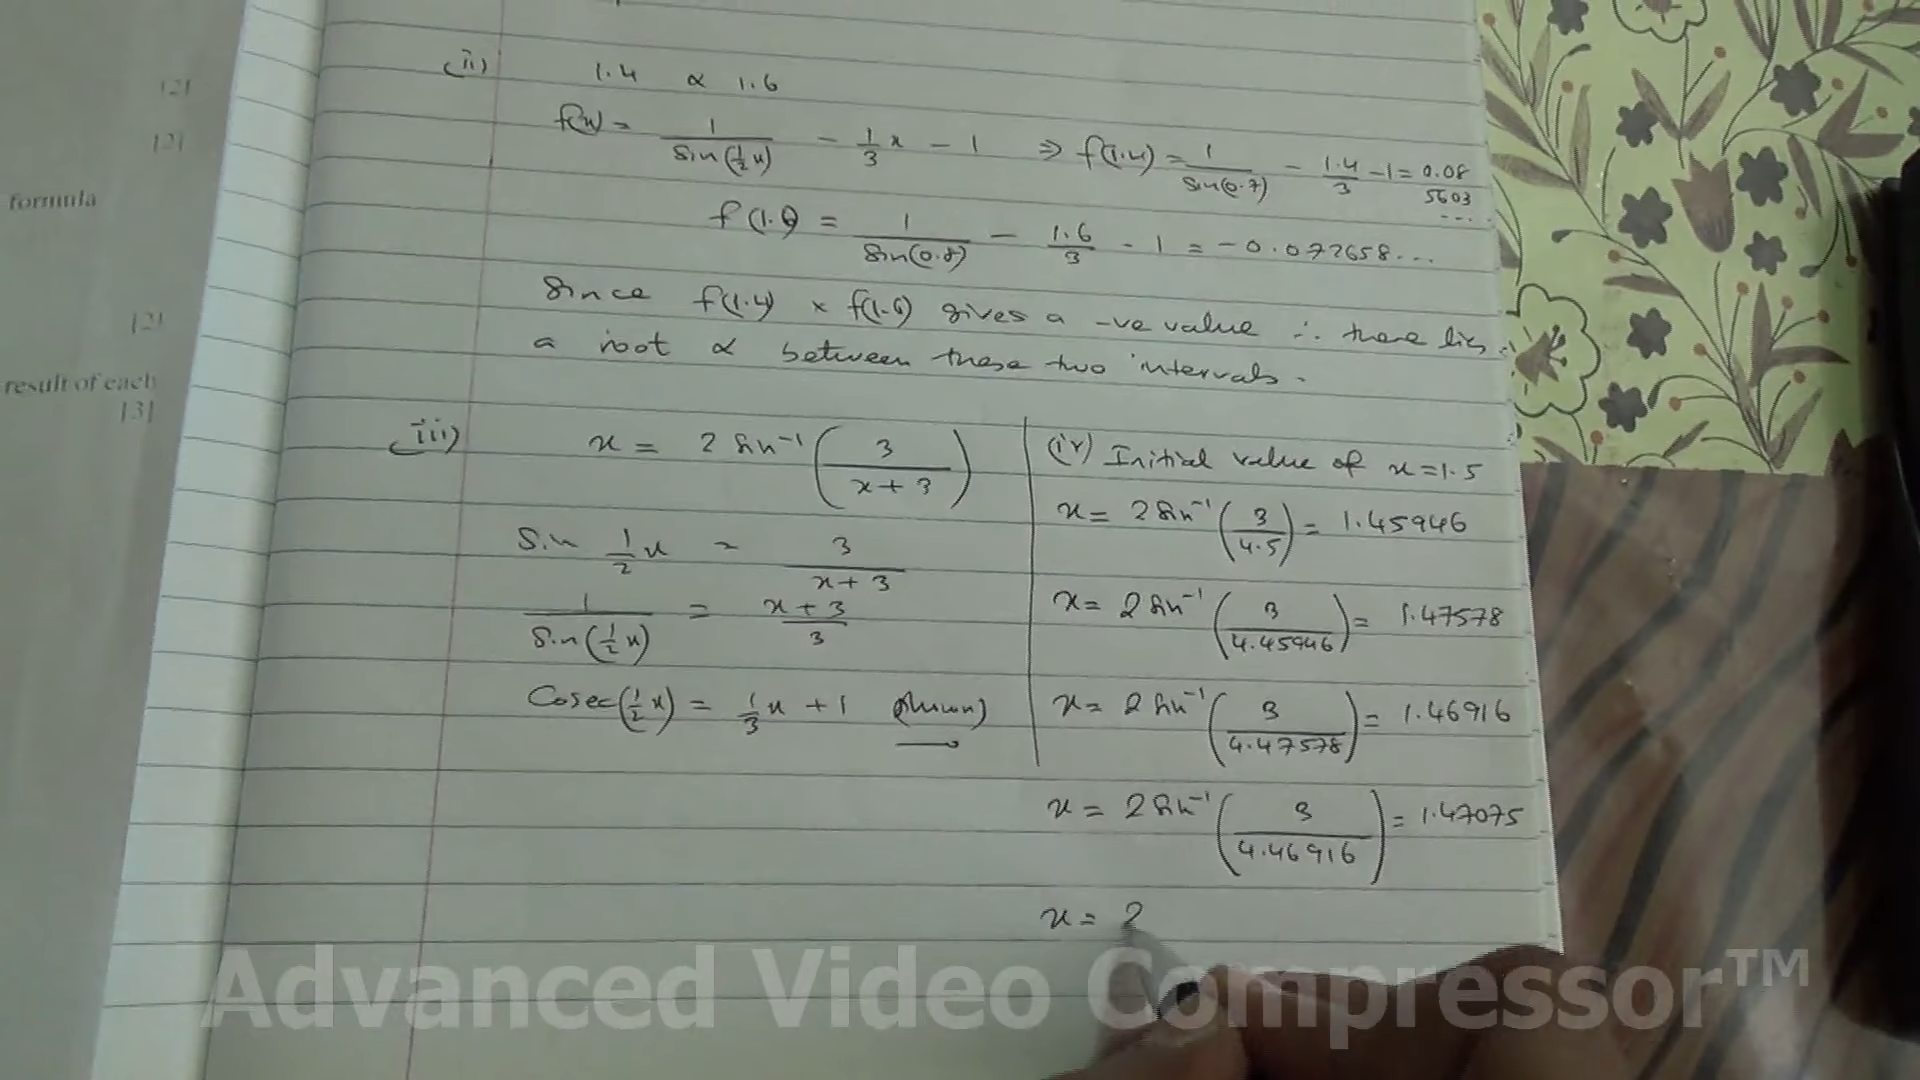 [2]
[2]
formula
[2]
result of each
[3]
(ii) 1.4 α 1.6
f(x) = 1/sin(½x) − ⅓x − 1 ⇒ f(1.4) = 1/sin(0.7) − 1.4/3 − 1 = 0.085603...
f(1.6) = 1/sin(0.8) − 1.6/3 − 1 = −0.072658...
Since f(1.4) × f(1.6) gives a -ve value ∴ there lies
a root α between these two intervals.
(iii) x = 2 sin⁻¹(3/(x+3))
sin ½x = 3/(x+3)
1/sin(½x) = (x+3)/3
Cosec(½x) = ⅓x + 1 (shown)
(iv) Initial value of x = 1.5
x = 2 sin⁻¹(3/4.5) = 1.45946
x = 2 sin⁻¹(3/4.45946) = 1.47578
x = 2 sin⁻¹(3/4.47578) = 1.46916
x = 2 sin⁻¹(3/4.46916) = 1.47075
x = 2
Advanced Video Compressor™